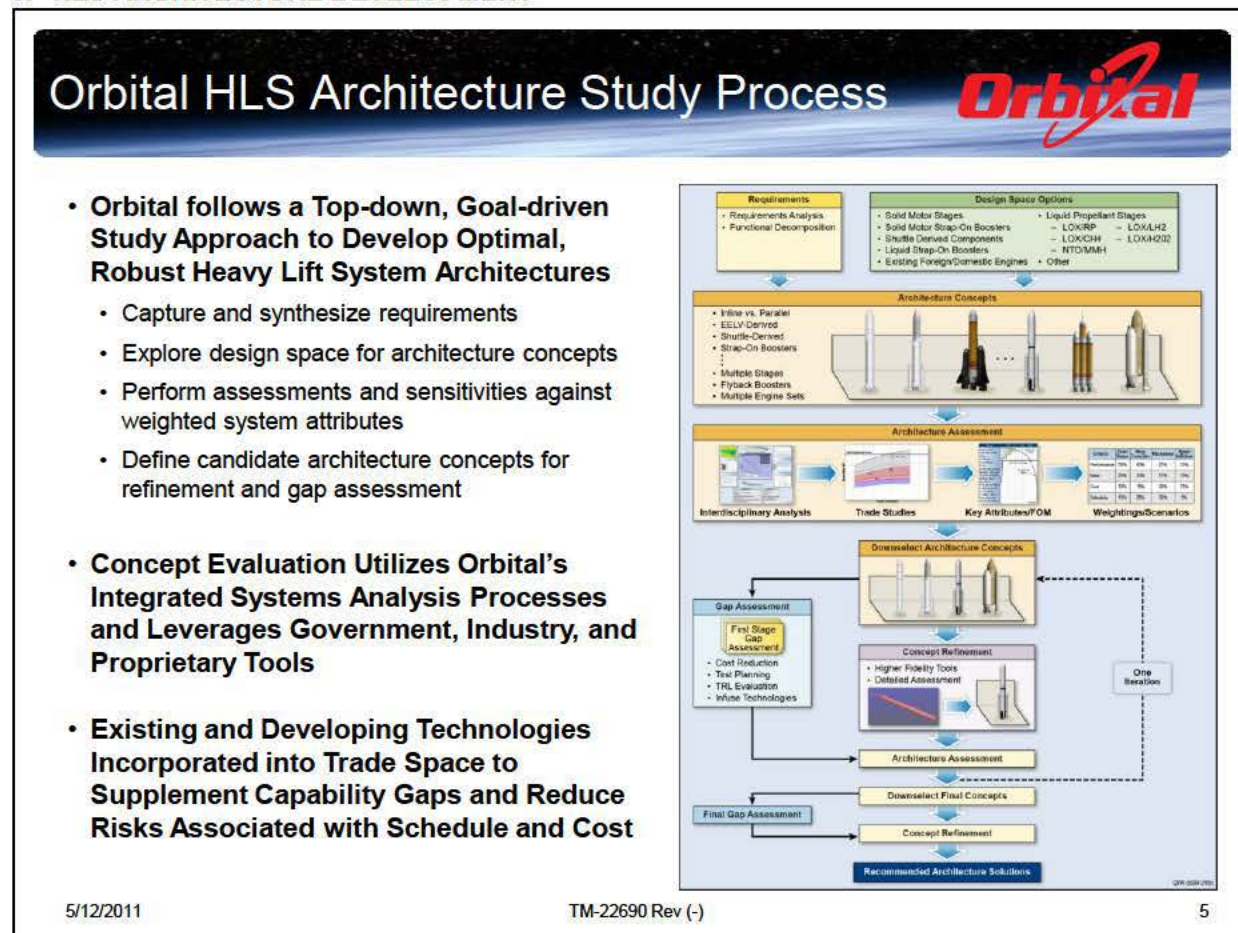 Orbital HLS Architecture Study Process
Orbital
• Orbital follows a Top-down, Goal-driven
Study Approach to Develop Optimal,
Robust Heavy Lift System Architectures
• Capture and synthesize requirements
• Explore design space for architecture concepts
• Perform assessments and sensitivities against
weighted system attributes
• Define candidate architecture concepts for
refinement and gap assessment
• Concept Evaluation Utilizes Orbital's
Integrated Systems Analysis Processes
and Leverages Government, Industry, and
Proprietary Tools
• Existing and Developing Technologies
Incorporated into Trade Space to
Supplement Capability Gaps and Reduce
Risks Associated with Schedule and Cost
Requirements
• Requirements Analysis
• Functional Decomposition
Design Space Options
• Solid Motor Stages
• Solid Motor Strap-On Boosters
• Shuttle Derived Components
• Liquid Strap-On Boosters
• Existing Foreign/Domestic Engines
• Liquid Propellant Stages
– LOX/RP – LOX/LH2
– LOX/CH4 – LOX/H2O2
– NTO/MMH
• Other
Architecture Concepts
• Inline vs. Parallel
• EELV-Derived
• Shuttle-Derived
• Strap-On Boosters
• Multiple Stages
• Flyback Boosters
• Multiple Engine Sets
Architecture Assessment
Interdisciplinary Analysis
Trade Studies
Key Attributes/FOM
Weightings/Scenarios
Downselect Architecture Concepts
Gap Assessment
First Stage
Gap
Assessment
• Cost Reduction
• Test Planning
• TRL Evaluation
• Infuse Technologies
Concept Refinement
• Higher Fidelity Tools
• Detailed Assessment
One
Iteration
Architecture Assessment
Downselect Final Concepts
Final Gap Assessment
Concept Refinement
Recommended Architecture Solutions
5/12/2011
TM-22690 Rev (-)
5